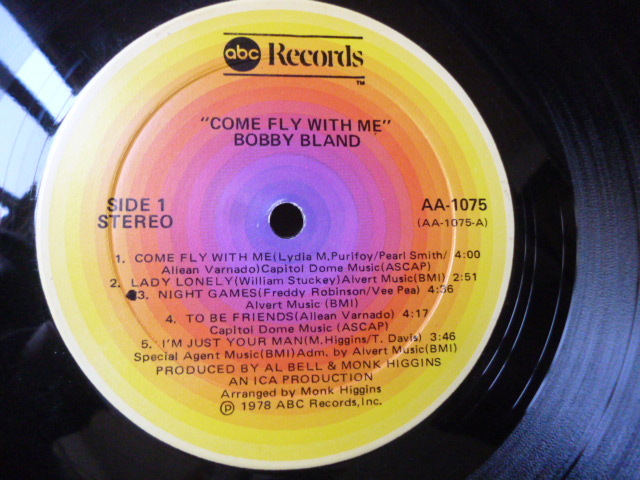 abc Records
TM
"COME FLY WITH ME"
BOBBY BLAND
SIDE 1
STEREO
AA-1075
(AA-1075-A)
1. COME FLY WITH ME(Lydia M.Purifoy/Pearl Smith/ 4:00
Aliean Varnado)Capitol Dome Music(ASCAP)
2. LADY LONELY(William Stuckey)Alvert Music(BMI) 2:51
3. NIGHT GAMES(Freddy Robinson/Vee Pea) 4:36
Alvert Music (BMI)
4. TO BE FRIENDS(Aliean Varnado) 4:17
Capitol Dome Music (ASCAP)
5. I'M JUST YOUR MAN(M.Higgins/T. Davis) 3:46
Special Agent Music(BMI)Adm. by Alvert Music(BMI)
PRODUCED BY AL BELL & MONK HIGGINS
AN ICA PRODUCTION
Arranged by Monk Higgins
℗ 1978 ABC Records,Inc.